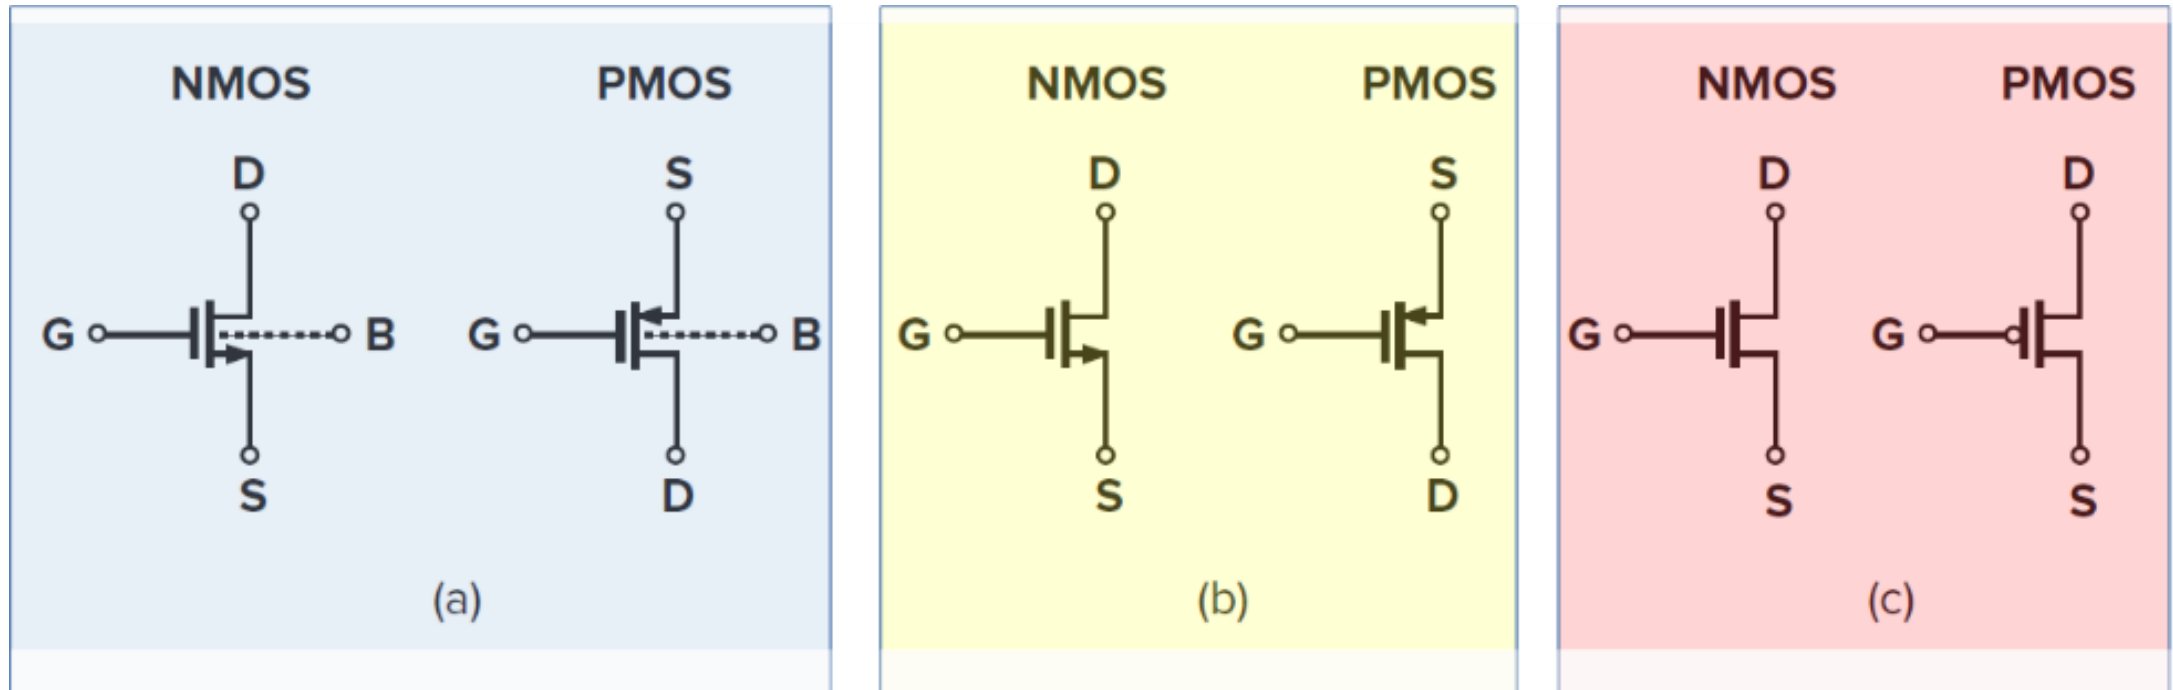 NMOS PMOS NMOS PMOS NMOS PMOS
D S D S D D
G B G B G G G G
S D S D S S
(a) (b) (c)